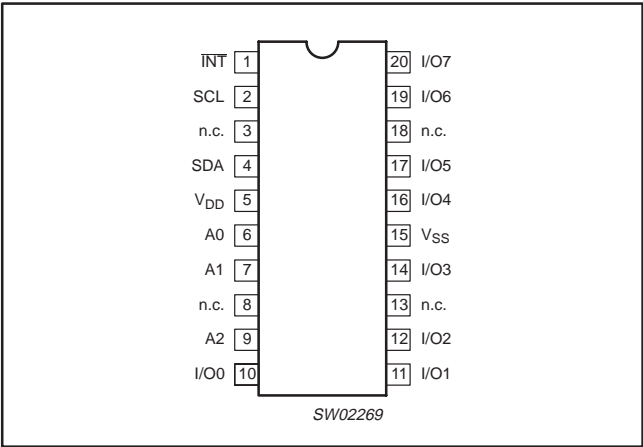 INT 1 20 I/O7
SCL 2 19 I/O6
n.c. 3 18 n.c.
SDA 4 17 I/O5
VDD 5 16 I/O4
A0 6 15 VSS
A1 7 14 I/O3
n.c. 8 13 n.c.
A2 9 12 I/O2
I/O0 10 11 I/O1
SW02269